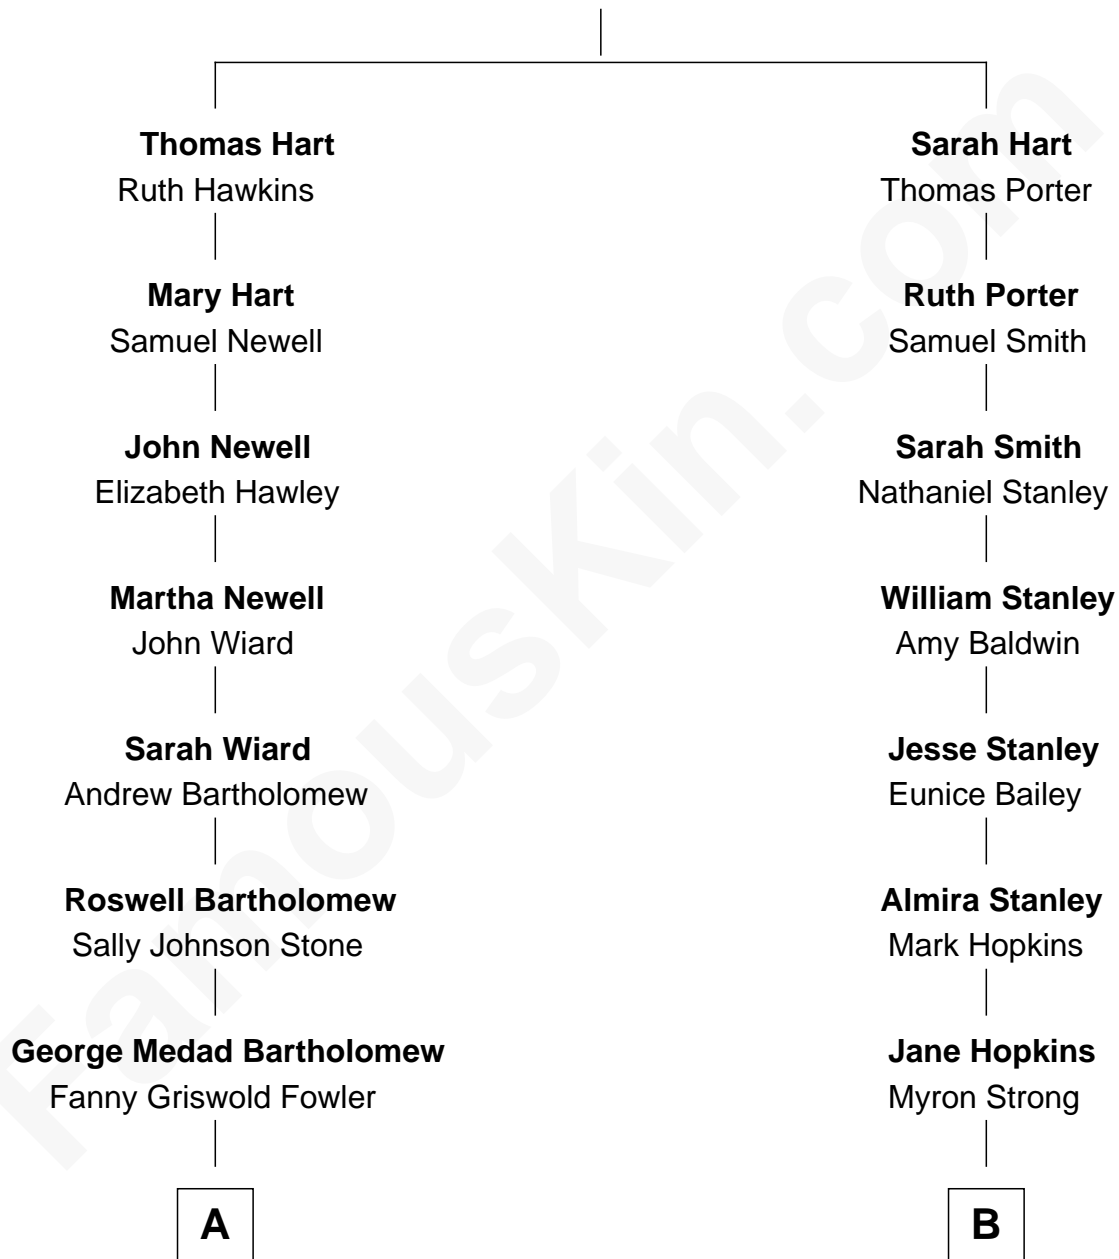 Thomas Hart
Ruth Hawkins
Sarah Hart
Thomas Porter
Mary Hart
Samuel Newell
Ruth Porter
Samuel Smith
John Newell
Elizabeth Hawley
Sarah Smith
Nathaniel Stanley
Martha Newell
John Wiard
William Stanley
Amy Baldwin
Sarah Wiard
Andrew Bartholomew
Jesse Stanley
Eunice Bailey
Roswell Bartholomew
Sally Johnson Stone
Almira Stanley
Mark Hopkins
George Medad Bartholomew
Fanny Griswold Fowler
Jane Hopkins
Myron Strong
A
B
FamousKin.com